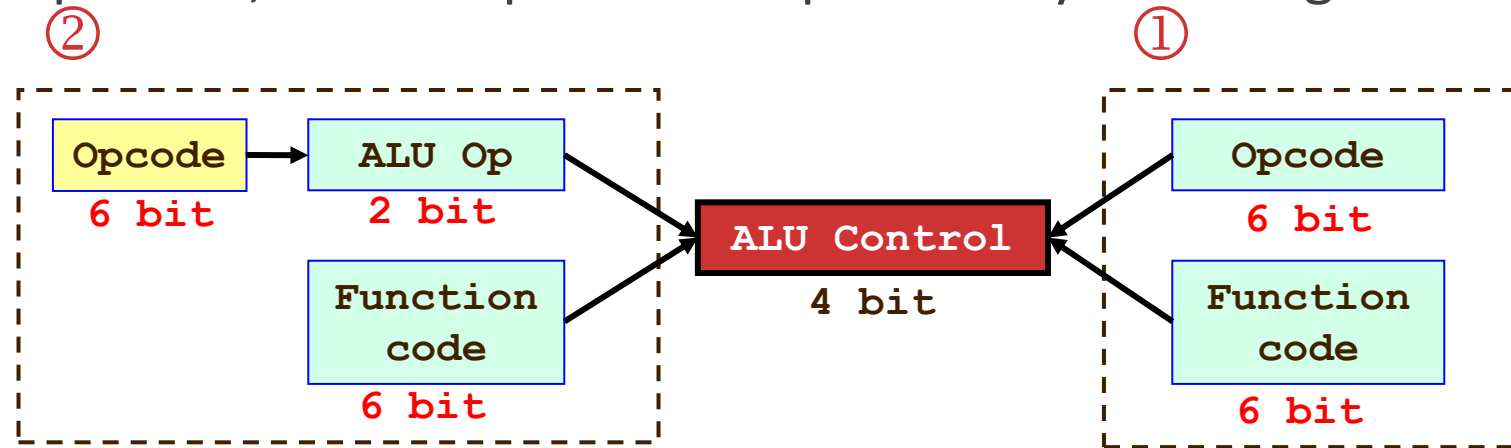 ②
①
Opcode
ALU Op
Opcode
6 bit
2 bit
ALU Control
6 bit
Function
code
4 bit
Function
code
6 bit
6 bit